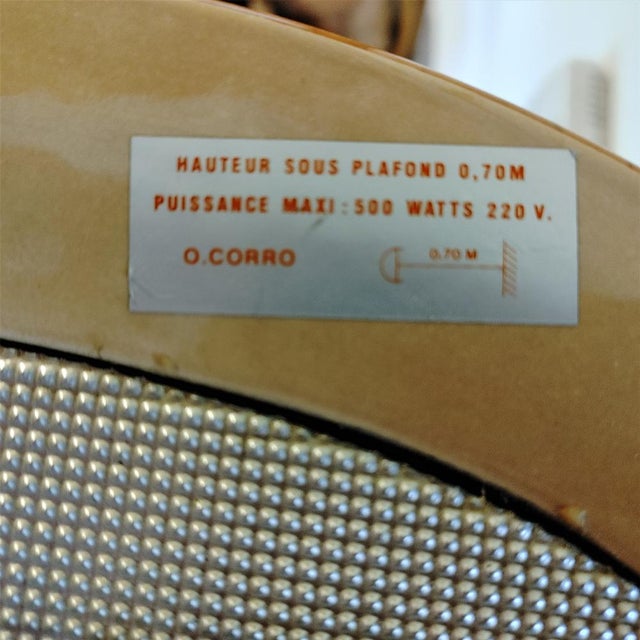 HAUTEUR SOUS PLAFOND 0,70M
PUISSANCE MAXI: 500 WATTS 220 V.
O.CORRO
0.70 M